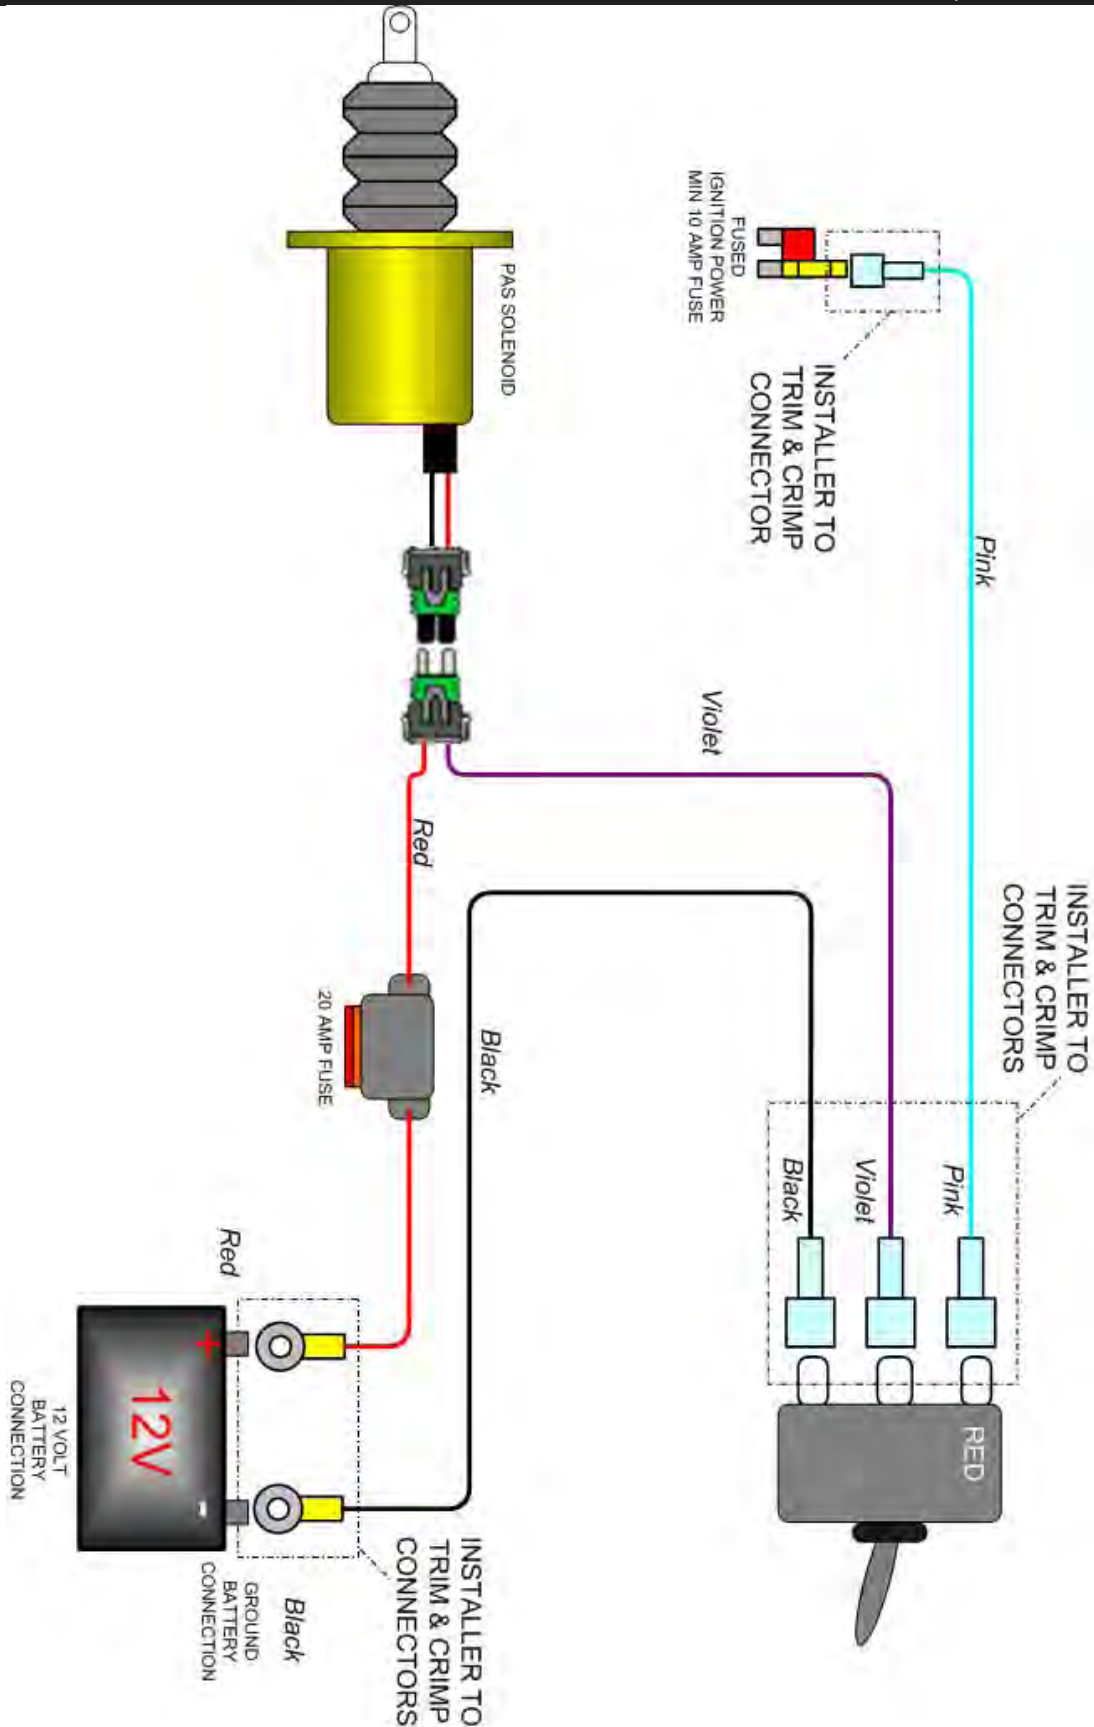 FUSED
IGNITION POWER
MIN 10 AMP FUSE
PAS SOLENOID
INSTALLER TO
TRIM & CRIMP
CONNECTOR
Pink
Violet
Red
INSTALLER TO
TRIM & CRIMP
CONNECTORS
20 AMP FUSE
Black
Black
Violet
Pink
RED
Red
+
12V
-
12 VOLT
BATTERY
CONNECTION
Black
GROUND
BATTERY
CONNECTION
INSTALLER TO
TRIM & CRIMP
CONNECTORS